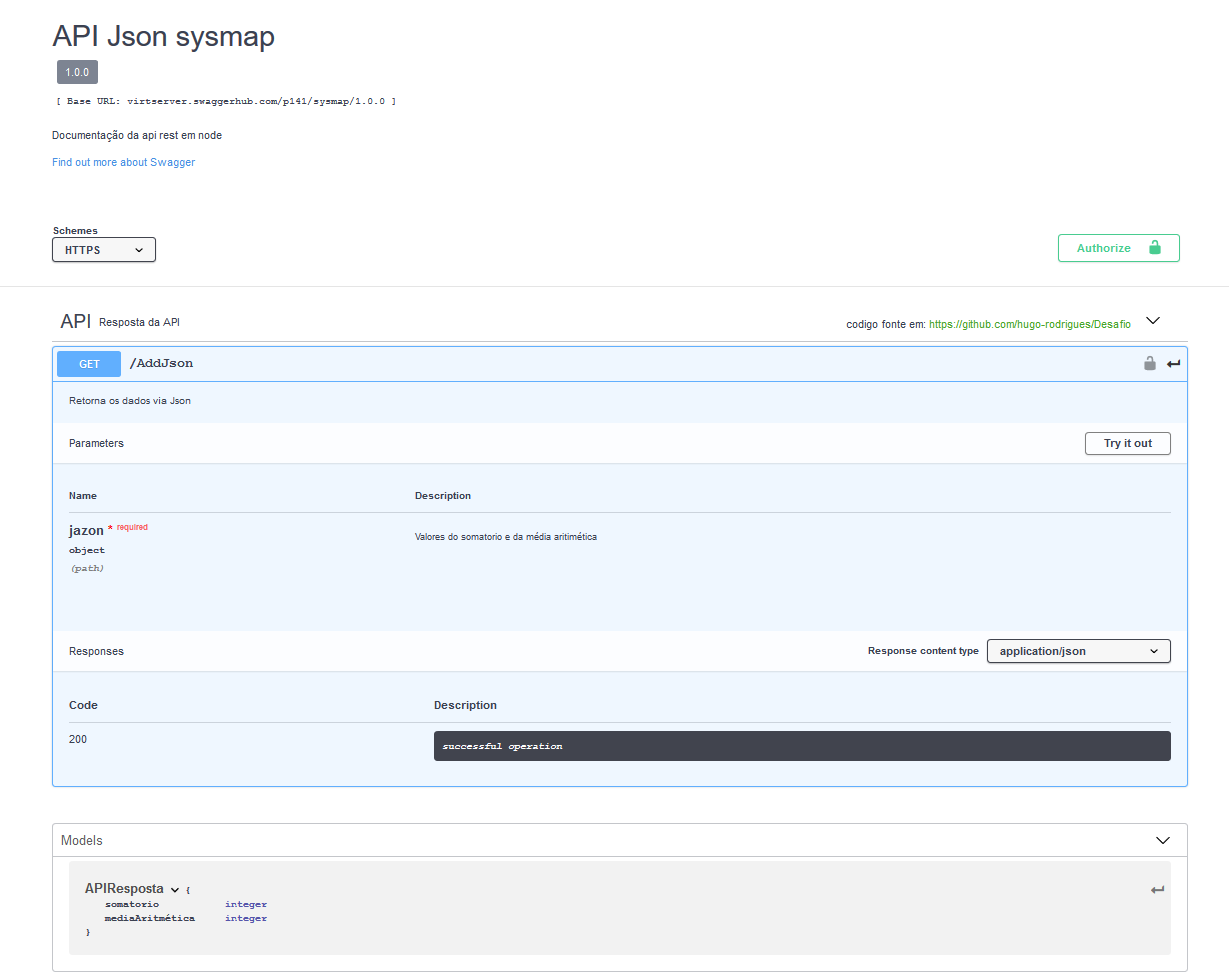 API Json sysmap
1.0.0
[ Base URL: virtserver.swaggerhub.com/p141/sysmap/1.0.0 ]
Documentação da api rest em node
Find out more about Swagger
Schemes
HTTPS
Authorize
API Resposta da API
codigo fonte em: https://github.com/hugo-rodrigues/Desafio
GET /AddJson
Retorna os dados via Json
Parameters
Try it out
Name Description
jazon * required
Valores do somatorio e da média aritimética
object
(path)
Responses
Response content type application/json
Code Description
200 successful operation
Models
APIResposta {
somatorio integer
mediaAritmética integer
}